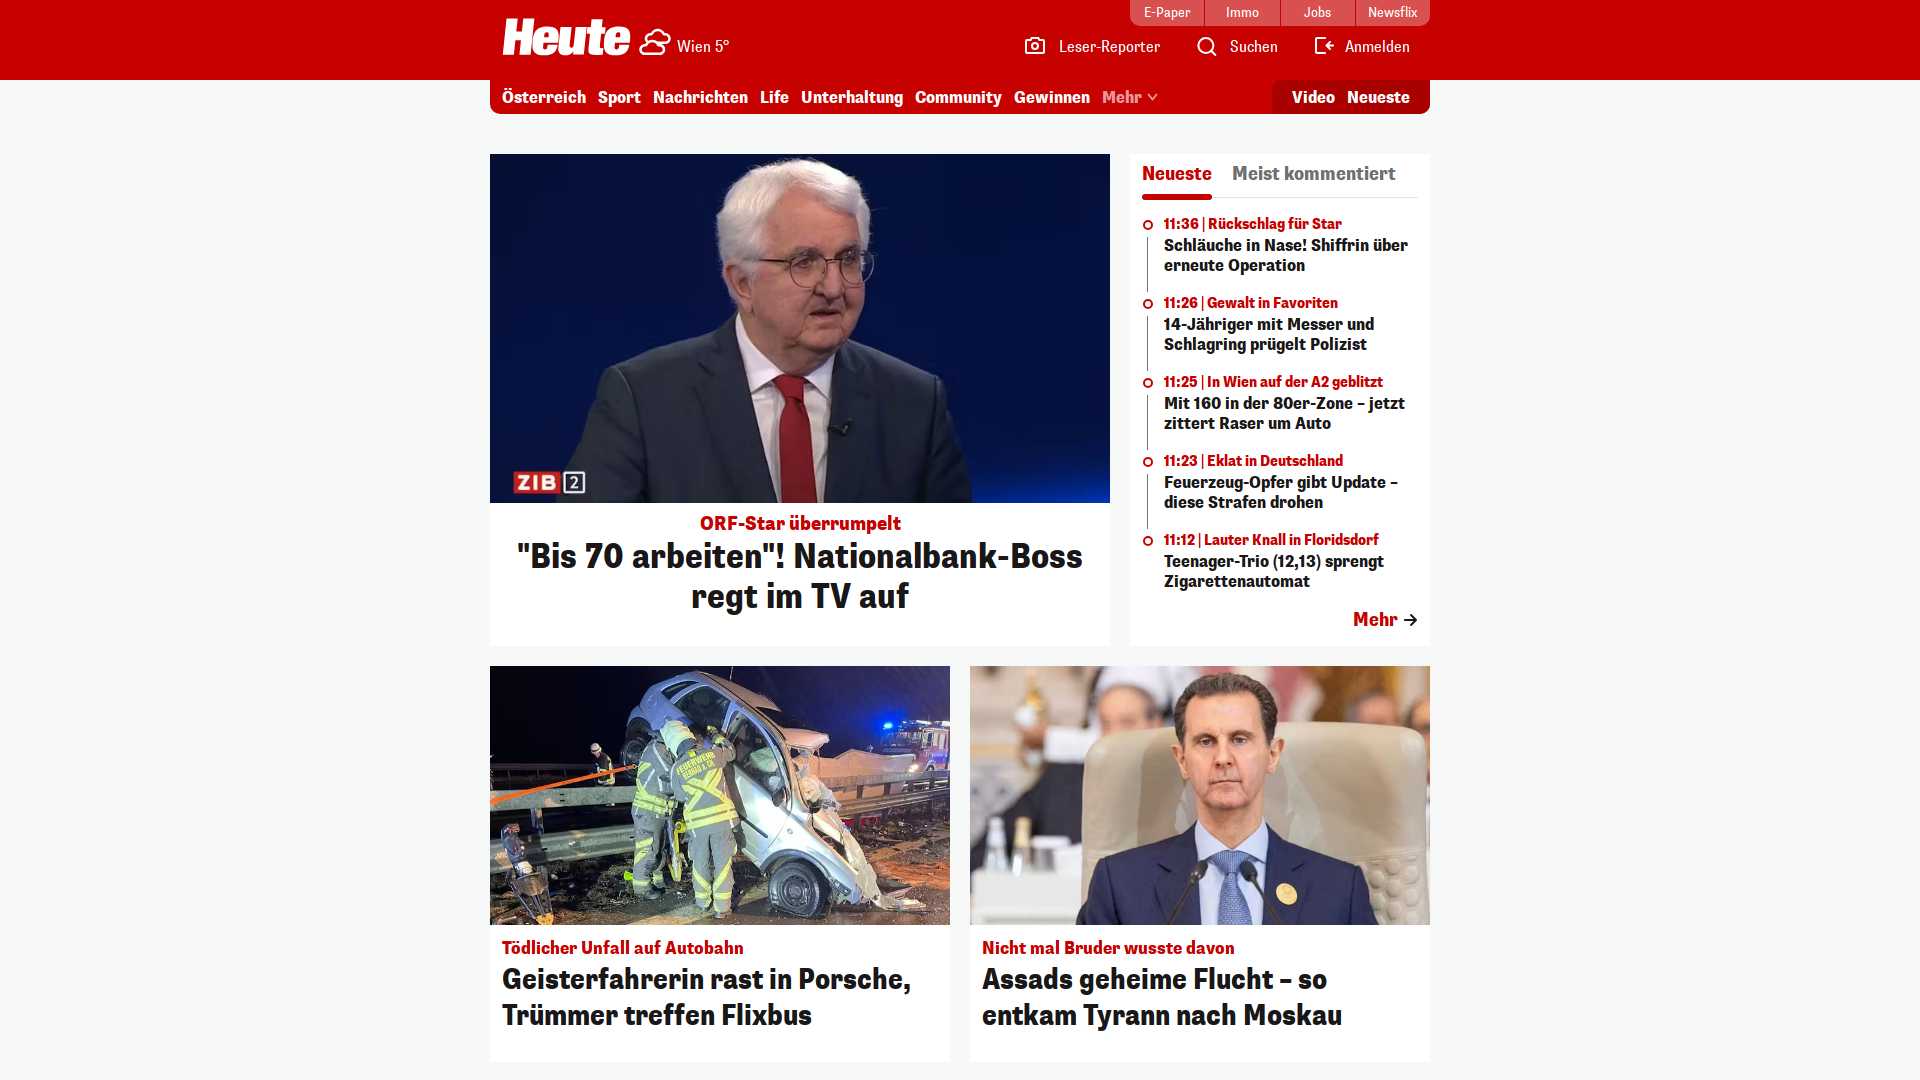 E-Paper
Immo
Jobs
Newsflix
Heute
Wien 5°
Leser-Reporter
Suchen
Anmelden
Österreich
Sport
Nachrichten
Life
Unterhaltung
Community
Gewinnen
Mehr
Video
Neueste
ZIB 2
ORF-Star überrumpelt
"Bis 70 arbeiten"! Nationalbank-Boss
regt im TV auf
Neueste
Meist kommentiert
11:36 | Rückschlag für Star
Schläuche in Nase! Shiffrin über
erneute Operation
11:26 | Gewalt in Favoriten
14-Jähriger mit Messer und
Schlagring prügelt Polizist
11:25 | In Wien auf der A2 geblitzt
Mit 160 in der 80er-Zone – jetzt
zittert Raser um Auto
11:23 | Eklat in Deutschland
Feuerzeug-Opfer gibt Update –
diese Strafen drohen
11:12 | Lauter Knall in Floridsdorf
Teenager-Trio (12,13) sprengt
Zigarettenautomat
Mehr
FEUERWEHR
Tödlicher Unfall auf Autobahn
Geisterfahrerin rast in Porsche,
Trümmer treffen Flixbus
Nicht mal Bruder wusste davon
Assads geheime Flucht – so
entkam Tyrann nach Moskau